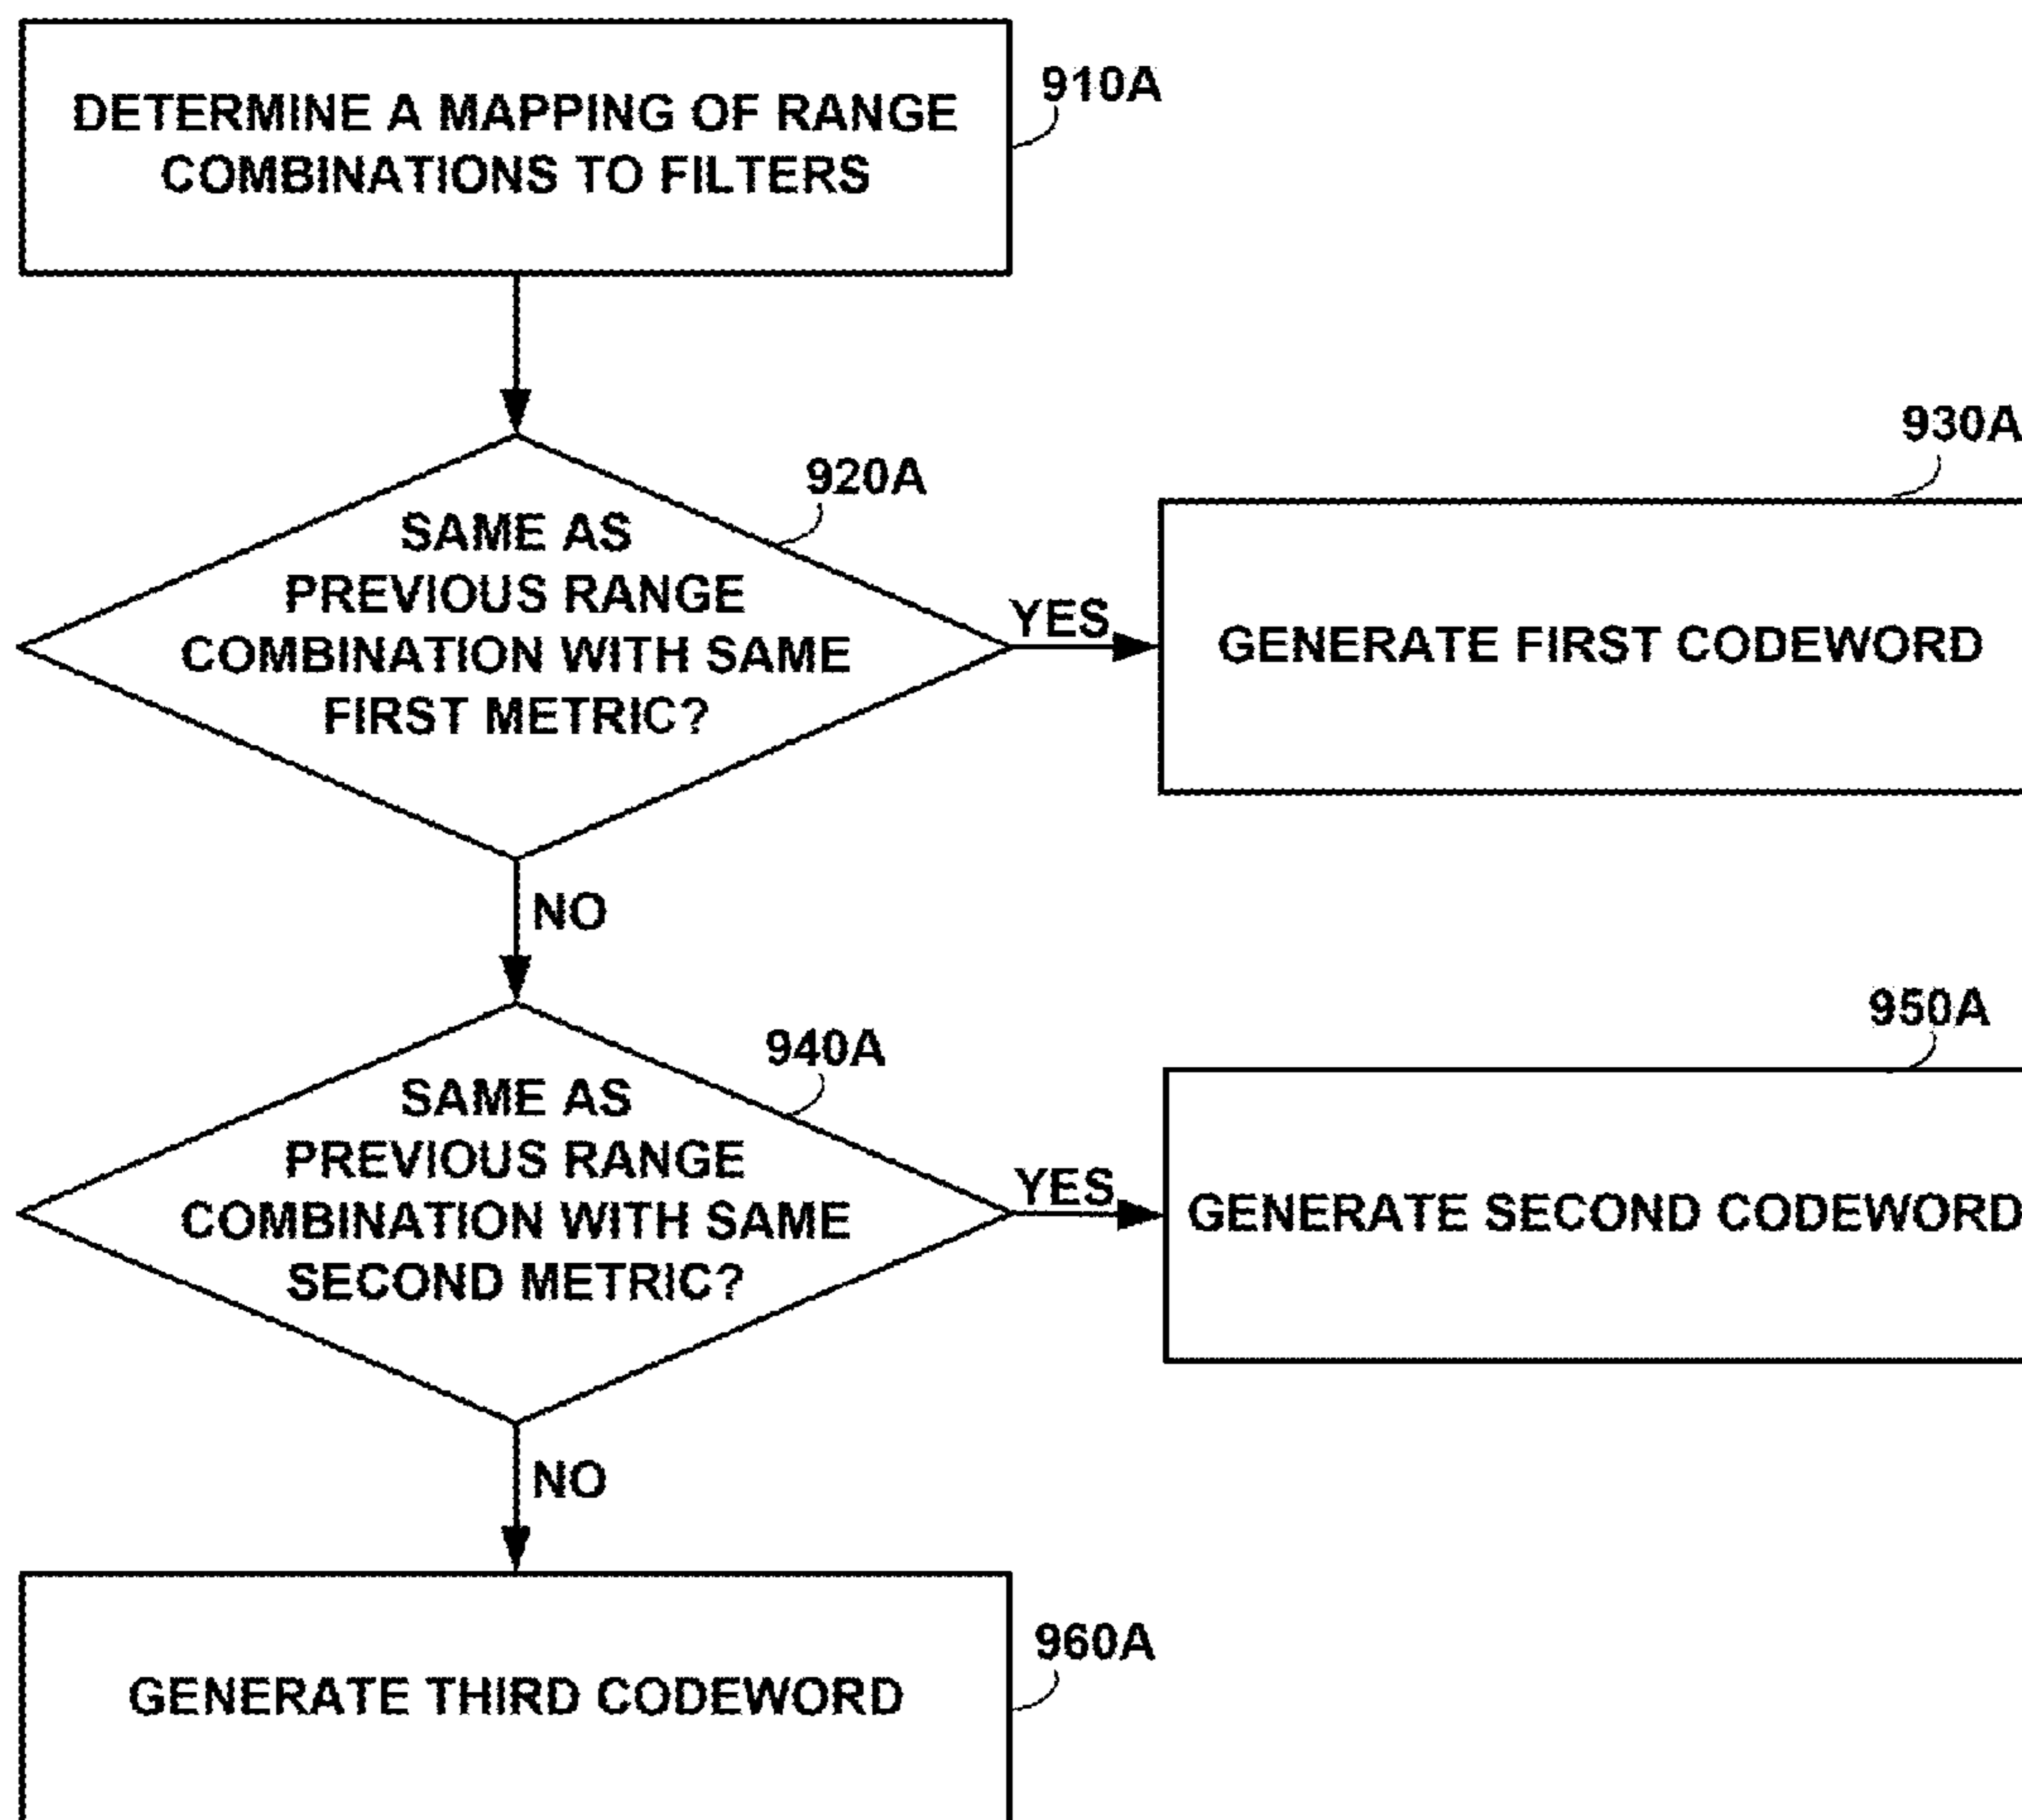 DETERMINE A MAPPING OF RANGE
COMBINATIONS TO FILTERS
910A
920A
SAME AS
PREVIOUS RANGE
COMBINATION WITH SAME
FIRST METRIC?
YES
930A
GENERATE FIRST CODEWORD
NO
940A
SAME AS
PREVIOUS RANGE
COMBINATION WITH SAME
SECOND METRIC?
YES
950A
GENERATE SECOND CODEWORD
NO
GENERATE THIRD CODEWORD
960A